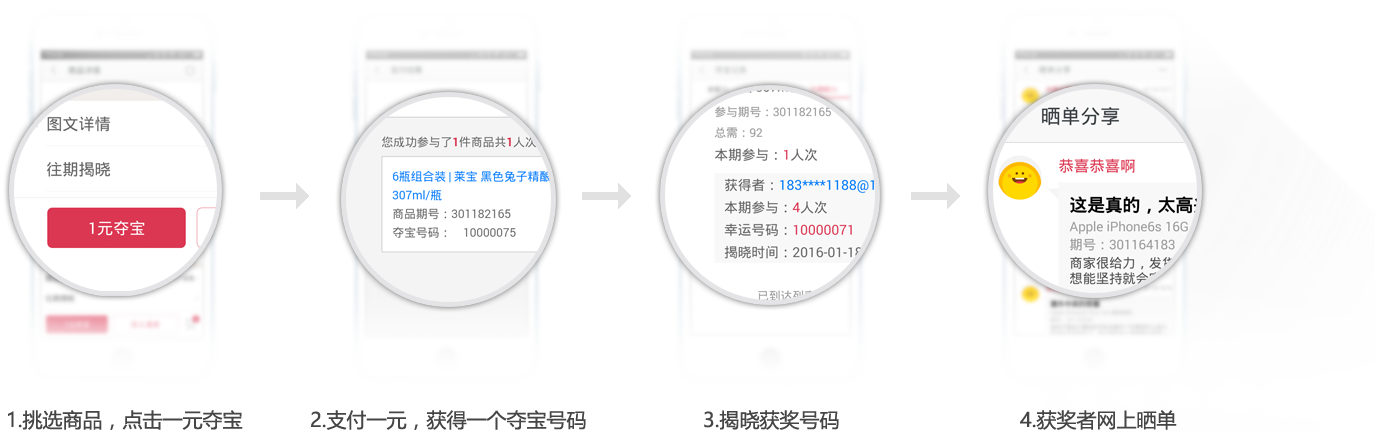 图文详情
往期揭晓
1元夺宝
1.挑选商品，点击一元夺宝
您成功参与了1件商品共1人次
6瓶组合装 | 莱宝 黑色兔子精酿
307ml/瓶
商品期号：301182165
夺宝号码： 10000075
2.支付一元，获得一个夺宝号码
参与期号：301182165
总需：92
本期参与：1人次
获得者：183****1188@1
本期参与：4人次
幸运号码：10000071
揭晓时间：2016-01-18
已到达列
3.揭晓获奖号码
晒单分享
恭喜恭喜啊
这是真的，太高
Apple iPhone6s 16G
期号：301164183
商家很给力，发货
想能坚持就会
4.获奖者网上晒单